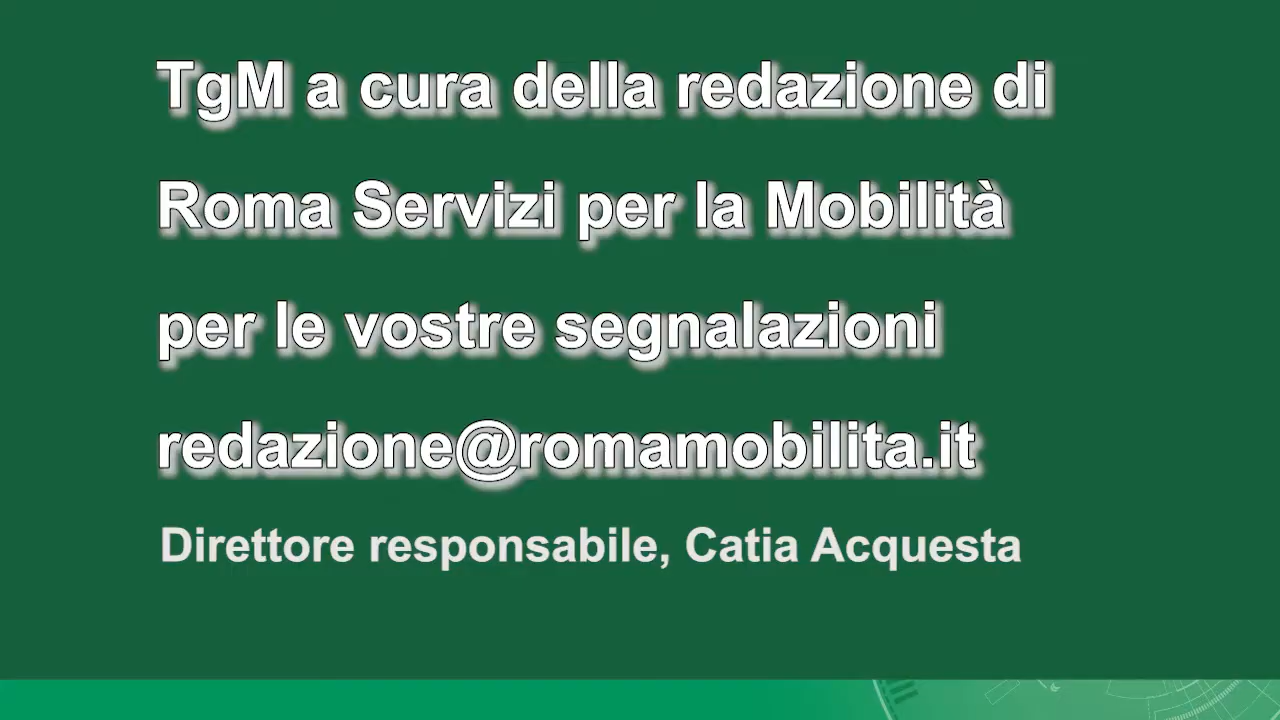 TgM a cura della redazione di
Roma Servizi per la Mobilità
per le vostre segnalazioni
redazione@romamobilita.it
Direttore responsabile, Catia Acquesta